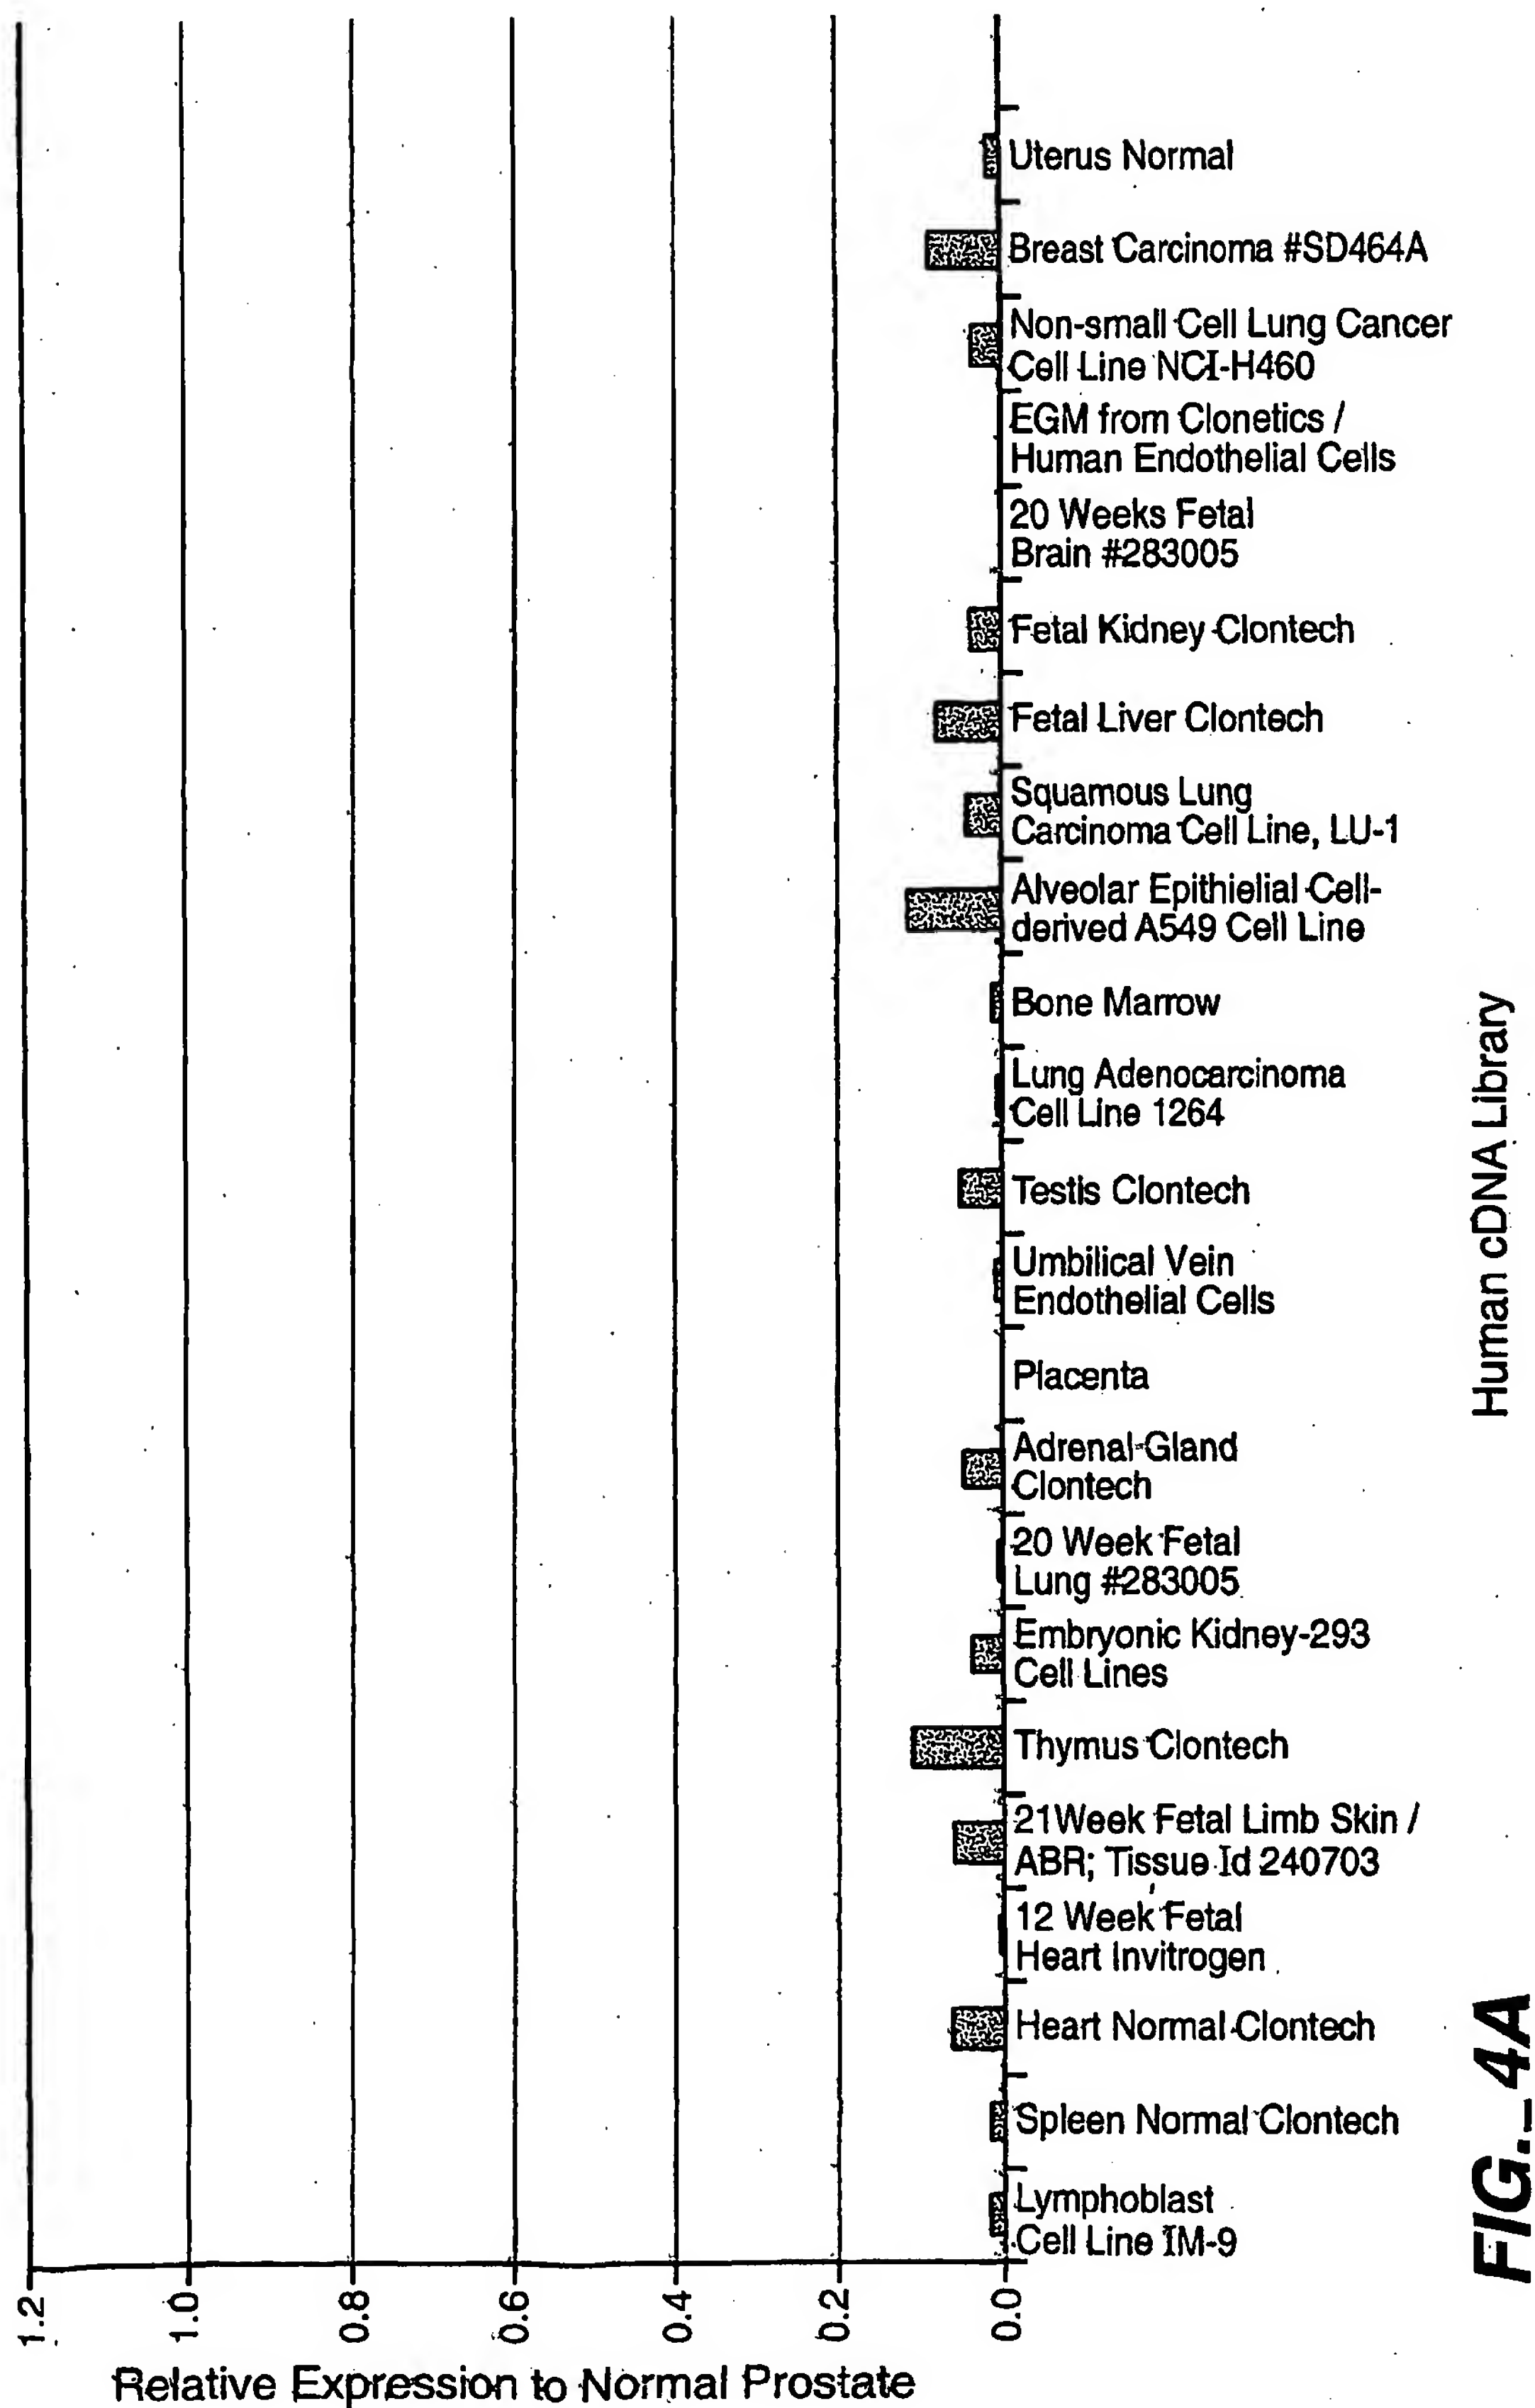 Uterus Normal
Breast Carcinoma #SD464A
Non-small Cell Lung Cancer
Cell Line NCI-H460
EGM from Clonetics /
Human Endothelial Cells
20 Weeks Fetal
Brain #283005
Fetal Kidney Clontech
Fetal Liver Clontech
Squamous Lung
Carcinoma Cell Line, LU-1
Alveolar Epithielial Cell-
derived A549 Cell Line
Bone Marrow
Lung Adenocarcinoma
Cell Line 1264
Testis Clontech
Umbilical Vein
Endothelial Cells
Placenta
Adrenal Gland
Clontech
20 Week Fetal
Lung #283005
Embryonic Kidney-293
Cell Lines
Thymus Clontech
21Week Fetal Limb Skin /
ABR; Tissue Id 240703
12 Week Fetal
Heart Invitrogen
Heart Normal Clontech
Spleen Normal Clontech
Lymphoblast
Cell Line IM-9
1.2
1.0
0.8
0.6
0.4
0.2
0.0
Relative Expression to Normal Prostate
Human cDNA Library
FIG._4A